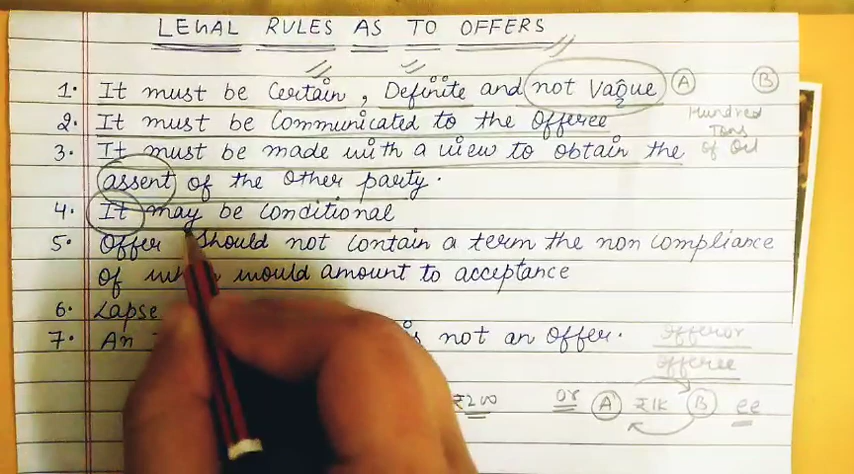 LEGAL RULES AS TO OFFERS
1. It must be Certain, Definite and not Vague A B
2. It must be Communicated to the Offeree Hundred
Tons
3. It must be made with a view to obtain the of Oil
assent of the Other party.
4. It may be Conditional
5. Offer should not contain a term the non compliance
of would amount to acceptance
6. Lapse
7. An not an Offer. Offeror
Offeree
₹200 or A ₹1K B ee